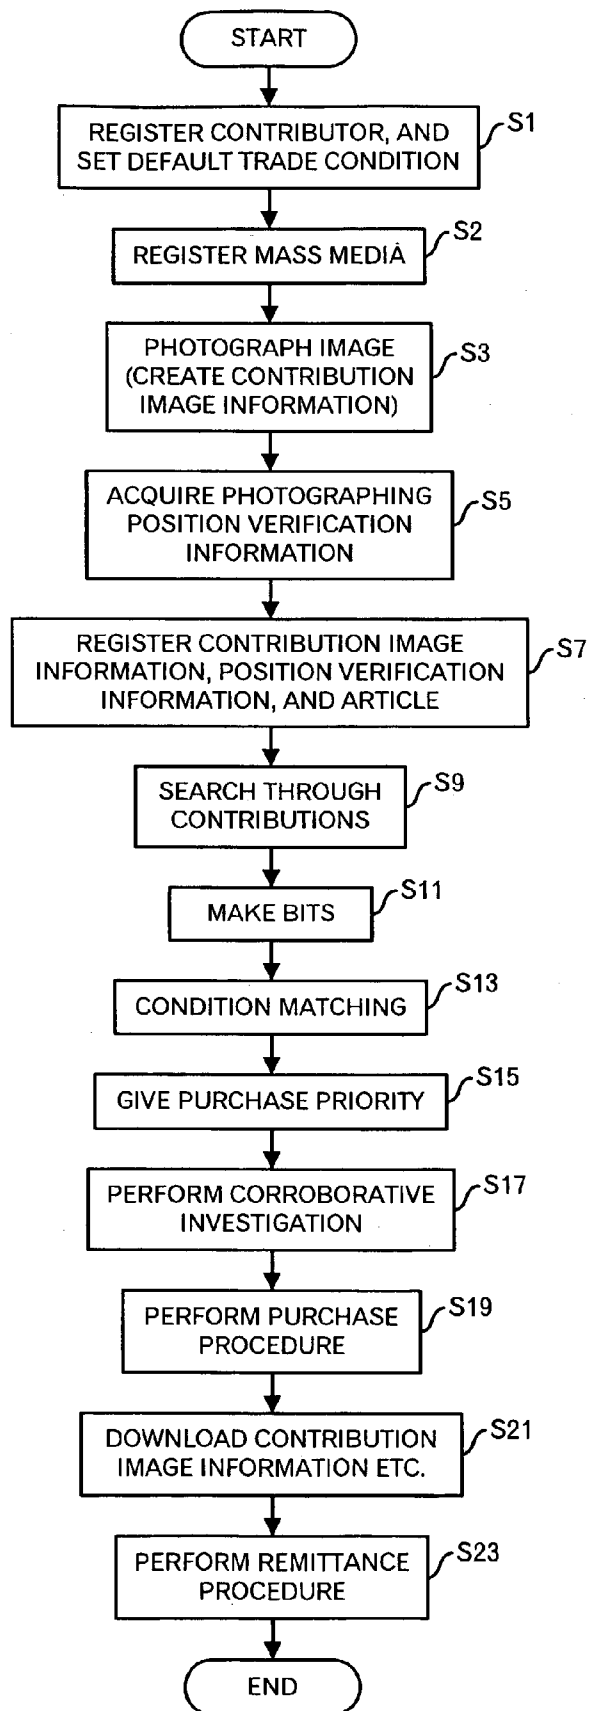 START
REGISTER CONTRIBUTOR, AND
SET DEFAULT TRADE CONDITION
S1
REGISTER MASS MEDIA
S2
PHOTOGRAPH IMAGE
(CREATE CONTRIBUTION
IMAGE INFORMATION)
S3
ACQUIRE PHOTOGRAPHING
POSITION VERIFICATION
INFORMATION
S5
REGISTER CONTRIBUTION IMAGE
INFORMATION, POSITION VERIFICATION
INFORMATION, AND ARTICLE
S7
SEARCH THROUGH
CONTRIBUTIONS
S9
MAKE BITS
S11
CONDITION MATCHING
S13
GIVE PURCHASE PRIORITY
S15
PERFORM CORROBORATIVE
INVESTIGATION
S17
PERFORM PURCHASE
PROCEDURE
S19
DOWNLOAD CONTRIBUTION
IMAGE INFORMATION ETC.
S21
PERFORM REMITTANCE
PROCEDURE
S23
END